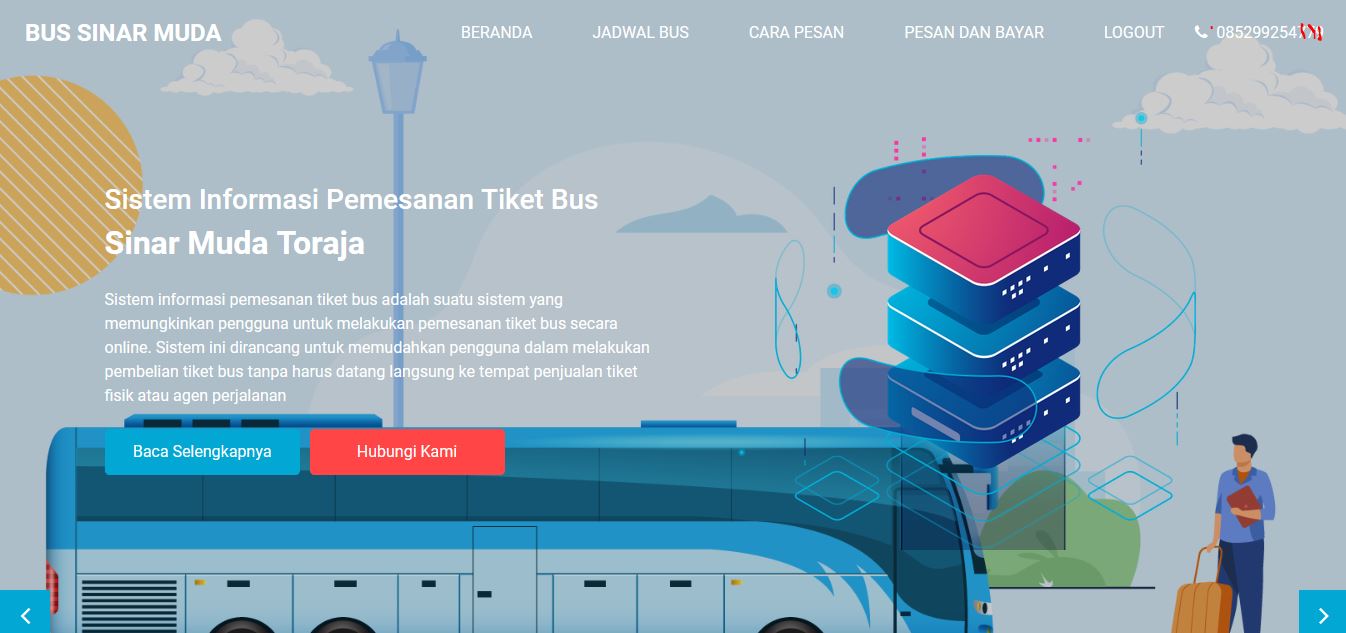 BUS SINAR MUDA
BERANDA JADWAL BUS CARA PESAN PESAN DAN BAYAR LOGOUT
Sistem Informasi Pemesanan Tiket Bus
Sinar Muda Toraja
Sistem informasi pemesanan tiket bus adalah suatu sistem yang
memungkinkan pengguna untuk melakukan pemesanan tiket bus secara
online. Sistem ini dirancang untuk memudahkan pengguna dalam melakukan
pembelian tiket bus tanpa harus datang langsung ke tempat penjualan tiket
fisik atau agen perjalanan
Baca Selengkapnya Hubungi Kami